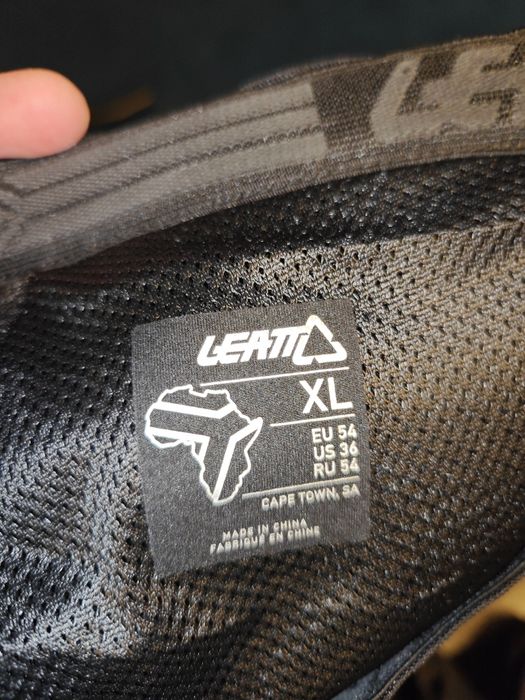 LEATT
XL
EU 54
US 36
RU 54
CAPE TOWN, SA
MADE IN CHINA
FABRIQUÉ EN CHINE